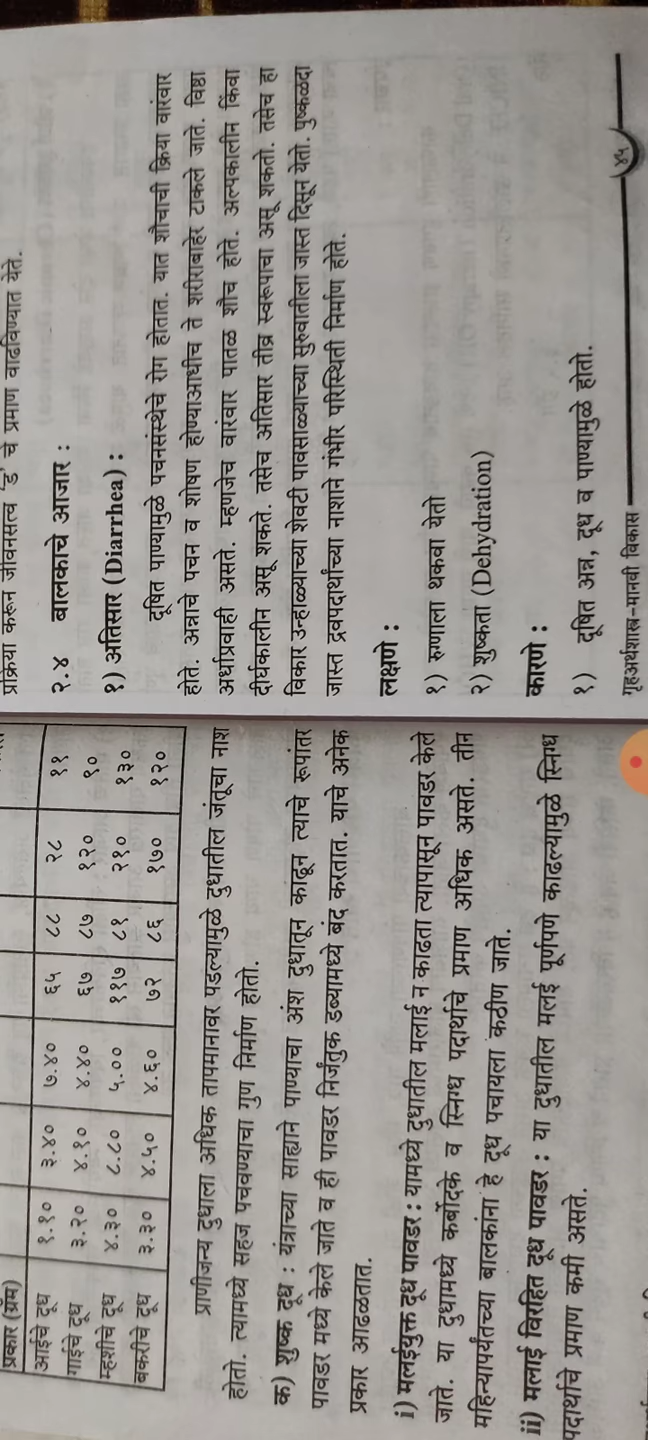 प्रकार (ग्रॅम)
आईचे दूध १.१० ३.४० ७.४० ६५ ८८ २८ ११
गाईचे दूध ३.२० ४.१० ४.४० ६७ ८७ १२० ९०
म्हशीचे दूध ४.३० ८.८० ५.०० ११७ ८१ २१० १३०
बकरीचे दूध ३.३० ४.५० ४.६० ७२ ८६ १७० १२०
प्राणीजन्य दुधाला अधिक तापमानावर पडल्यामुळे दुधातील जंतूचा नाश
होतो. त्यामध्ये सहज पचवण्याचा गुण निर्माण होतो.
क) शुष्क दूध : यंत्राच्या साह्याने पाण्याचा अंश दुधातून काढून त्याचे रूपांतर
पावडर मध्ये केले जाते व ही पावडर निर्जंतुक डब्यामध्ये बंद करतात. याचे अनेक
प्रकार आढळतात.
i) मलईयुक्त दूध पावडर : यामध्ये दुधातील मलाई न काढता त्यापासून पावडर केले
जाते. या दुधामध्ये कर्बोदके व स्निग्ध पदार्थाचे प्रमाण अधिक असते. तीन
महिन्यापर्यंतच्या बालकांना हे दूध पचायला कठीण जाते.
ii) मलाई विरहित दूध पावडर : या दुधातील मलई पूर्णपणे काढल्यामुळे स्निग्ध
पदार्थाचे प्रमाण कमी असते.
प्रक्रिया करून जीवनसत्व 'ड' चे प्रमाण वाढविण्यात येते.
२.४ बालकाचे आजार :
१) अतिसार (Diarrhea) :
दूषित पाण्यामुळे पचनसंस्थेचे रोग होतात. यात शौचाची क्रिया वारंवार
होते. अन्नाचे पचन व शोषण होण्याआधीच ते शरीराबाहेर टाकले जाते. विष्ठा
अर्धाप्रवाही असते. म्हणजेच वारंवार पातळ शौच होते. अल्पकालीन किंवा
दीर्घकालीन असू शकते. तसेच अतिसार तीव्र स्वरूपाचा असू शकतो. तसेच हा
विकार उन्हाळ्याच्या शेवटी पावसाळ्याच्या सुरुवातीला जास्त दिसून येतो. पुष्कळदा
जास्त द्रवपदार्थांच्या नाशाने गंभीर परिस्थिती निर्माण होते.
लक्षणे :
१) रुग्णाला थकवा येतो
२) शुष्कता (Dehydration)
कारणे :
१) दूषित अन्न, दूध व पाण्यामुळे होतो.
गृहअर्थशास्त्र-मानवी विकास ४५